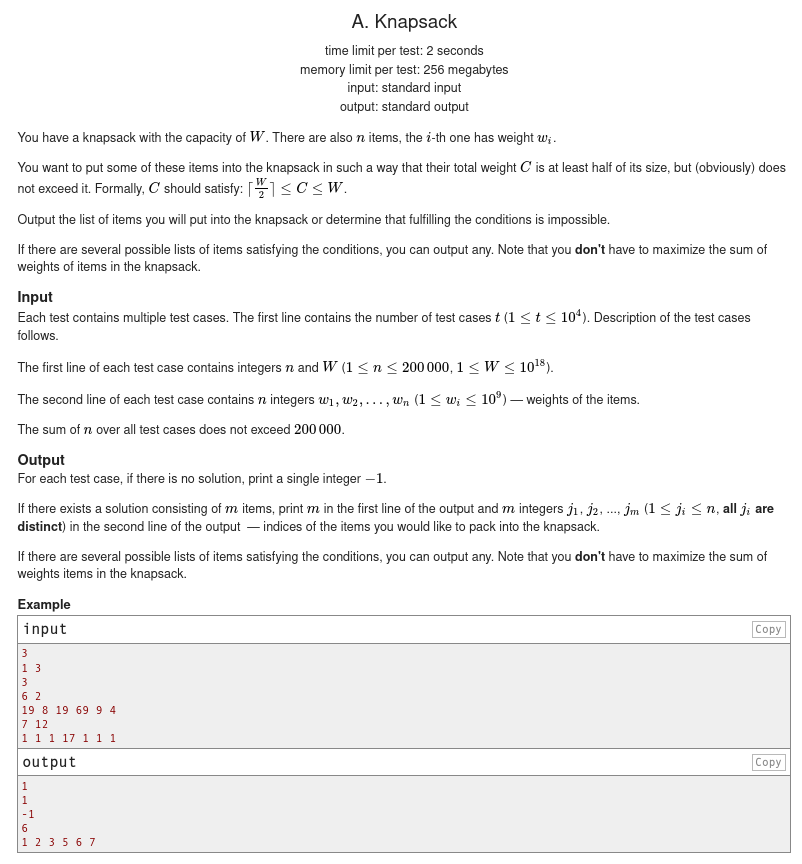 A. Knapsack
time limit per test: 2 seconds
memory limit per test: 256 megabytes
input: standard input
output: standard output
You have a knapsack with the capacity of W. There are also n items, the i-th one has weight w_i.
You want to put some of these items into the knapsack in such a way that their total weight C is at least half of its size, but (obviously) does
not exceed it. Formally, C should satisfy: ⌈W/2⌉ ≤ C ≤ W.
Output the list of items you will put into the knapsack or determine that fulfilling the conditions is impossible.
If there are several possible lists of items satisfying the conditions, you can output any. Note that you don't have to maximize the sum of
weights of items in the knapsack.
Input
Each test contains multiple test cases. The first line contains the number of test cases t (1 ≤ t ≤ 10^4). Description of the test cases
follows.
The first line of each test case contains integers n and W (1 ≤ n ≤ 200 000, 1 ≤ W ≤ 10^18).
The second line of each test case contains n integers w_1, w_2, …, w_n (1 ≤ w_i ≤ 10^9) — weights of the items.
The sum of n over all test cases does not exceed 200 000.
Output
For each test case, if there is no solution, print a single integer −1.
If there exists a solution consisting of m items, print m in the first line of the output and m integers j_1, j_2, ..., j_m (1 ≤ j_i ≤ n, all j_i are
distinct) in the second line of the output — indices of the items you would like to pack into the knapsack.
If there are several possible lists of items satisfying the conditions, you can output any. Note that you don't have to maximize the sum of
weights items in the knapsack.
Example
input Copy
3
1 3
3
6 2
19 8 19 69 9 4
7 12
1 1 1 17 1 1 1
output Copy
1
1
-1
6
1 2 3 5 6 7